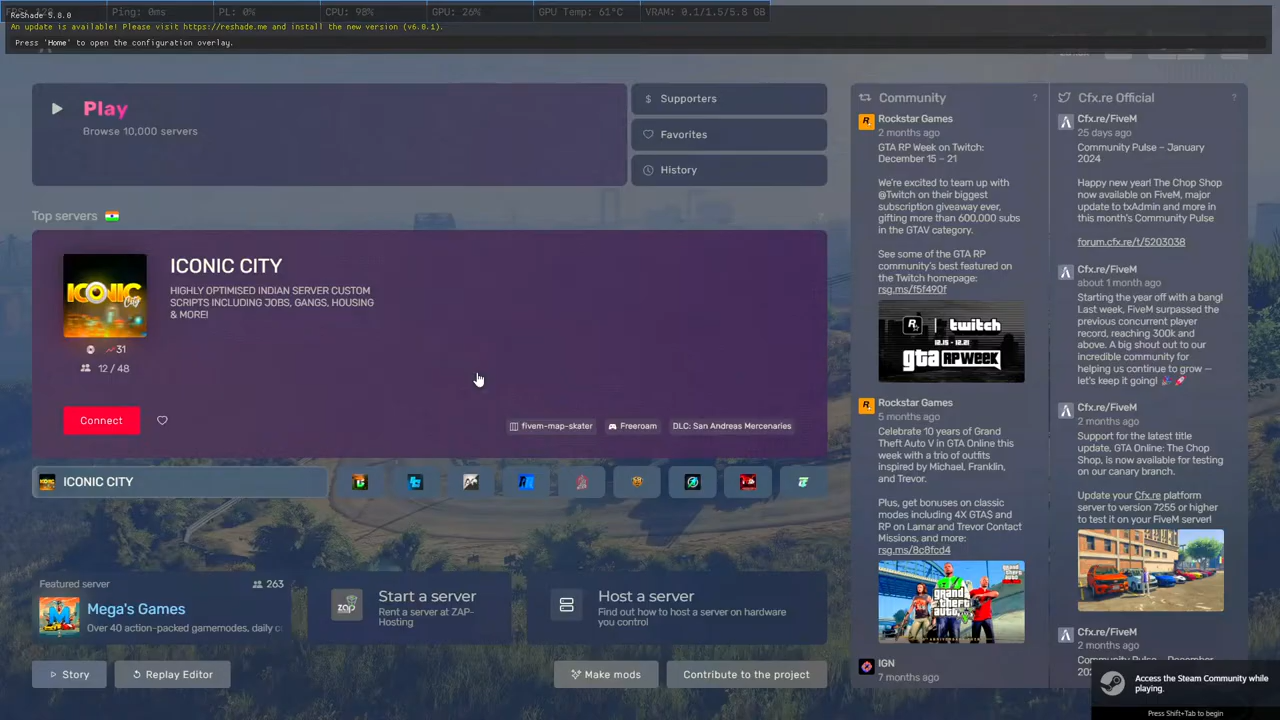 ReShade 5.8.0
Ping: 0ms
PL: 0%
CPU: 98%
GPU: 26%
GPU Temp: 61°C
VRAM: 0.1/1.5/5.8 GB
An update is available! Please visit https://reshade.me and install the new version (v6.0.1).
Press 'Home' to open the configuration overlay.
Play
Browse 10,000 servers
Supporters
Favorites
History
Top servers
ICONIC CITY
HIGHLY OPTIMISED INDIAN SERVER CUSTOM
SCRIPTS INCLUDING JOBS, GANGS, HOUSING
& MORE!
ICONIC
City
31
12 / 48
Connect
fivem-map-skater
Freeroam
DLC: San Andreas Mercenaries
ICONIC CITY
Featured server
263
Mega's Games
Over 40 action-packed gamemodes, daily c
Start a server
Rent a server at ZAP-
Hosting
Host a server
Find out how to host a server on hardware
you control
Story
Replay Editor
Make mods
Contribute to the project
Community
?
Rockstar Games
2 months ago
GTA RP Week on Twitch:
December 15 – 21
We're excited to team up with
@Twitch on their biggest
subscription giveaway ever,
gifting more than 600,000 subs
in the GTAV category.
See some of the GTA RP
community's best featured on
the Twitch homepage:
rsg.ms/f5f490f
twitch
12.15 - 12.21
gta RP WEEK
Rockstar Games
5 months ago
Celebrate 10 years of Grand
Theft Auto V in GTA Online this
week with a trio of outfits
inspired by Michael, Franklin,
and Trevor.
Plus, get bonuses on classic
modes including 4X GTA$ and
RP on Lamar and Trevor Contact
Missions, and more:
rsg.ms/8c8fcd4
grand
theft
auto
IGN
7 months ago
Cfx.re Official
?
Cfx.re/FiveM
25 days ago
Community Pulse – January
2024
Happy new year! The Chop Shop
now available on FiveM, major
update to txAdmin and more in
this month's Community Pulse
forum.cfx.re/t/5203038
Cfx.re/FiveM
about 1 month ago
Starting the year off with a bang!
Last week, FiveM surpassed the
previous concurrent player
record, reaching 300k and
above. A big shout out to our
incredible community for
helping us continue to grow —
let's keep it going! 🎉🚀
Cfx.re/FiveM
2 months ago
Support for the latest title
update, GTA Online: The Chop
Shop, is now available for testing
on our canary branch.
Update your Cfx.re platform
server to version 7255 or higher
to test it on your FiveM server!
Cfx.re/FiveM
2 months ago
Community Pulse – December
Access the Steam Community while
playing.
Press Shift+Tab to begin